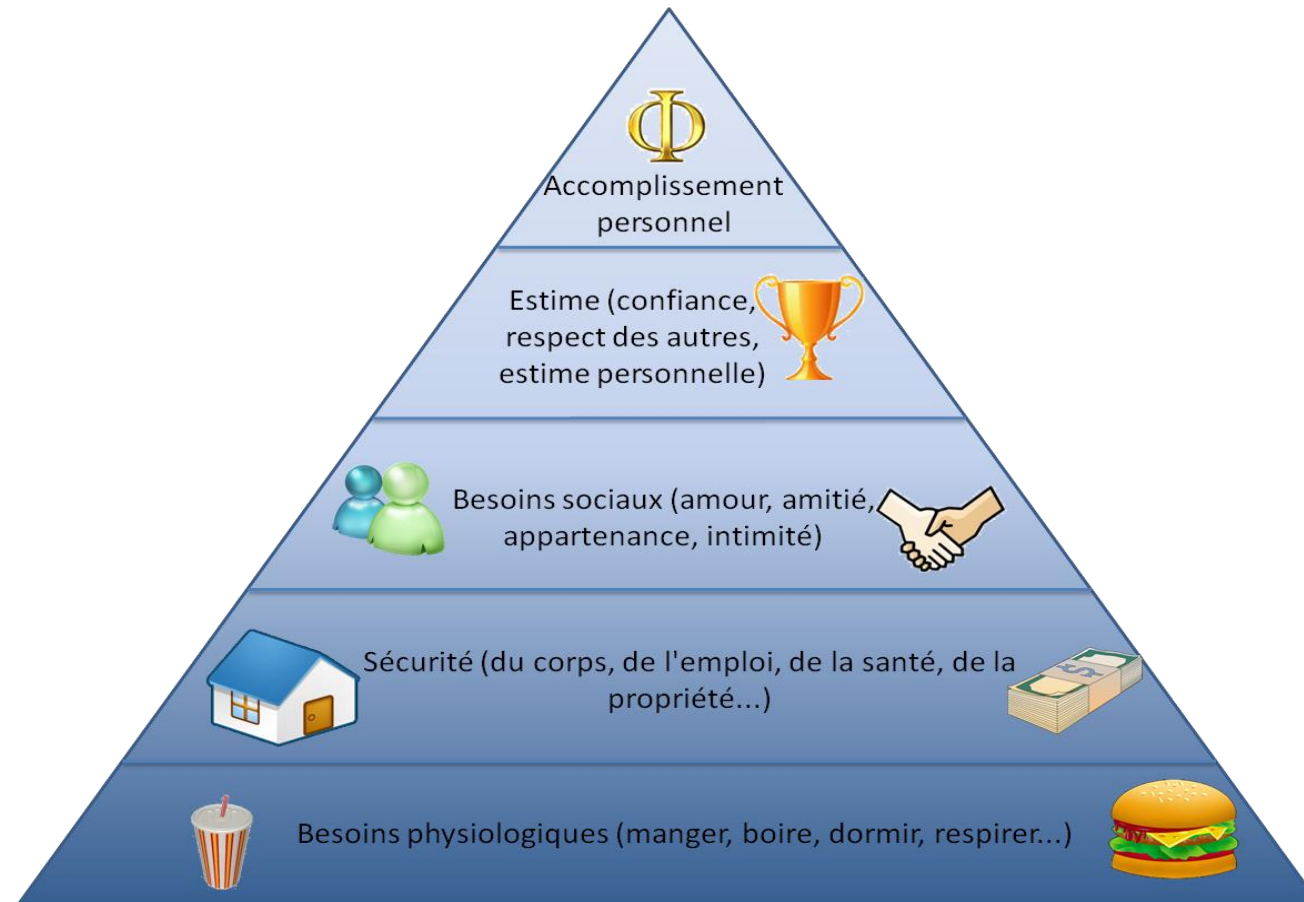 Φ
Accomplissement
personnel
Estime (confiance,
respect des autres,
estime personnelle)
Besoins sociaux (amour, amitié,
appartenance, intimité)
Sécurité (du corps, de l'emploi, de la santé, de la
propriété...)
$
Besoins physiologiques (manger, boire, dormir, respirer...)